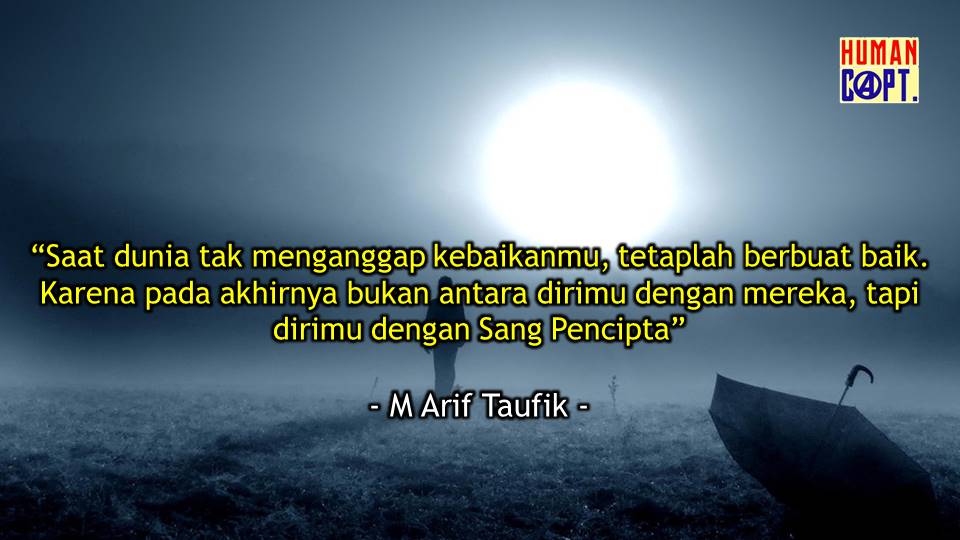 HUMAN
CAPT.
“Saat dunia tak menganggap kebaikanmu, tetaplah berbuat baik.
Karena pada akhirnya bukan antara dirimu dengan mereka, tapi
dirimu dengan Sang Pencipta”
- M Arif Taufik -